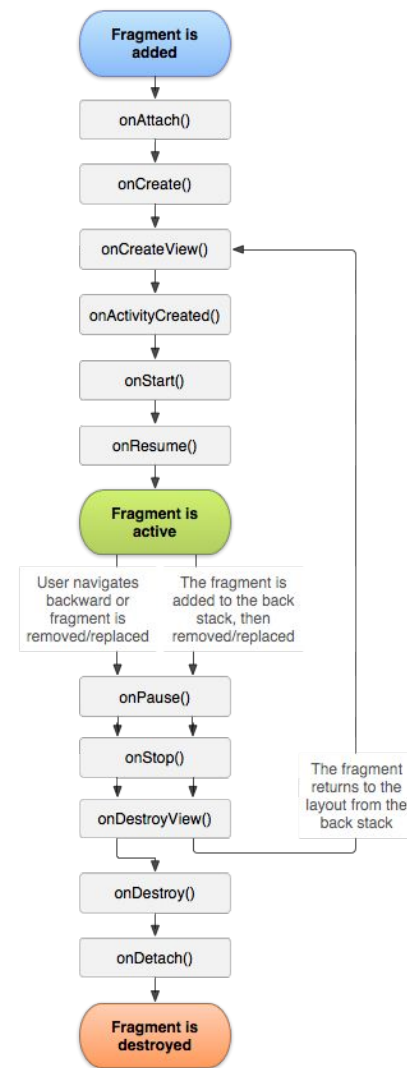 Fragment is
added
onAttach()
onCreate()
onCreateView()
onActivityCreated()
onStart()
onResume()
Fragment is
active
User navigates
backward or
fragment is
removed/replaced
The fragment is
added to the back
stack, then
removed/replaced
onPause()
onStop()
The fragment
returns to the
layout from the
back stack
onDestroyView()
onDestroy()
onDetach()
Fragment is
destroyed